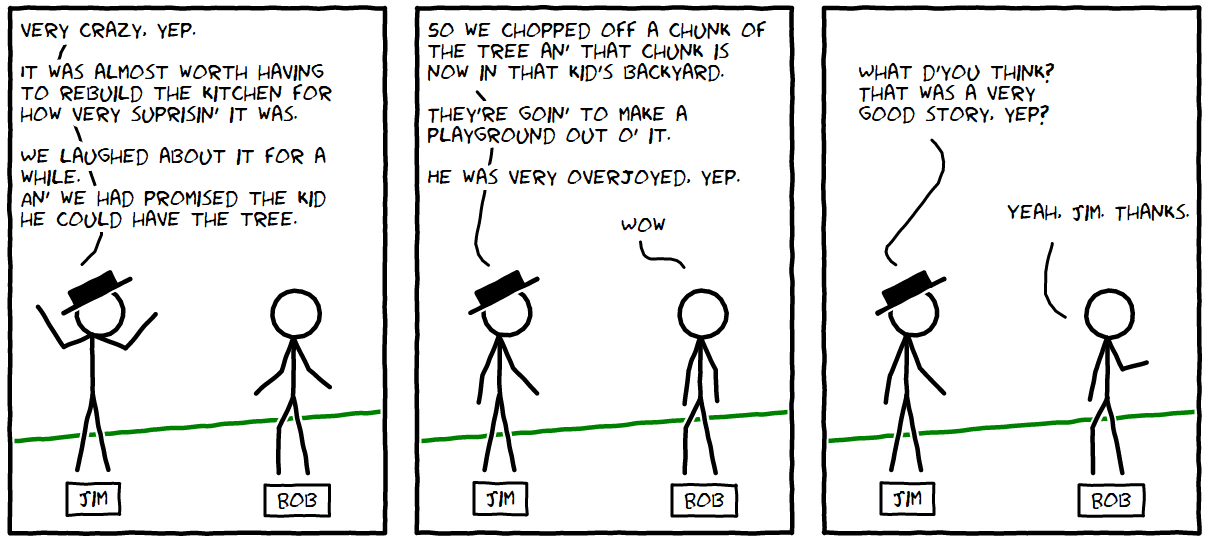 VERY CRAZY, YEP.
IT WAS ALMOST WORTH HAVING
TO REBUILD THE KITCHEN FOR
HOW VERY SUPRISIN' IT WAS.
WE LAUGHED ABOUT IT FOR A
WHILE.
AN' WE HAD PROMISED THE KID
HE COULD HAVE THE TREE.
JIM
BOB
SO WE CHOPPED OFF A CHUNK OF
THE TREE AN' THAT CHUNK IS
NOW IN THAT KID'S BACKYARD.
THEY'RE GOIN' TO MAKE A
PLAYGROUND OUT O' IT.
HE WAS VERY OVERJOYED, YEP.
WOW
JIM
BOB
WHAT D'YOU THINK?
THAT WAS A VERY
GOOD STORY, YEP?
YEAH, JIM. THANKS.
JIM
BOB